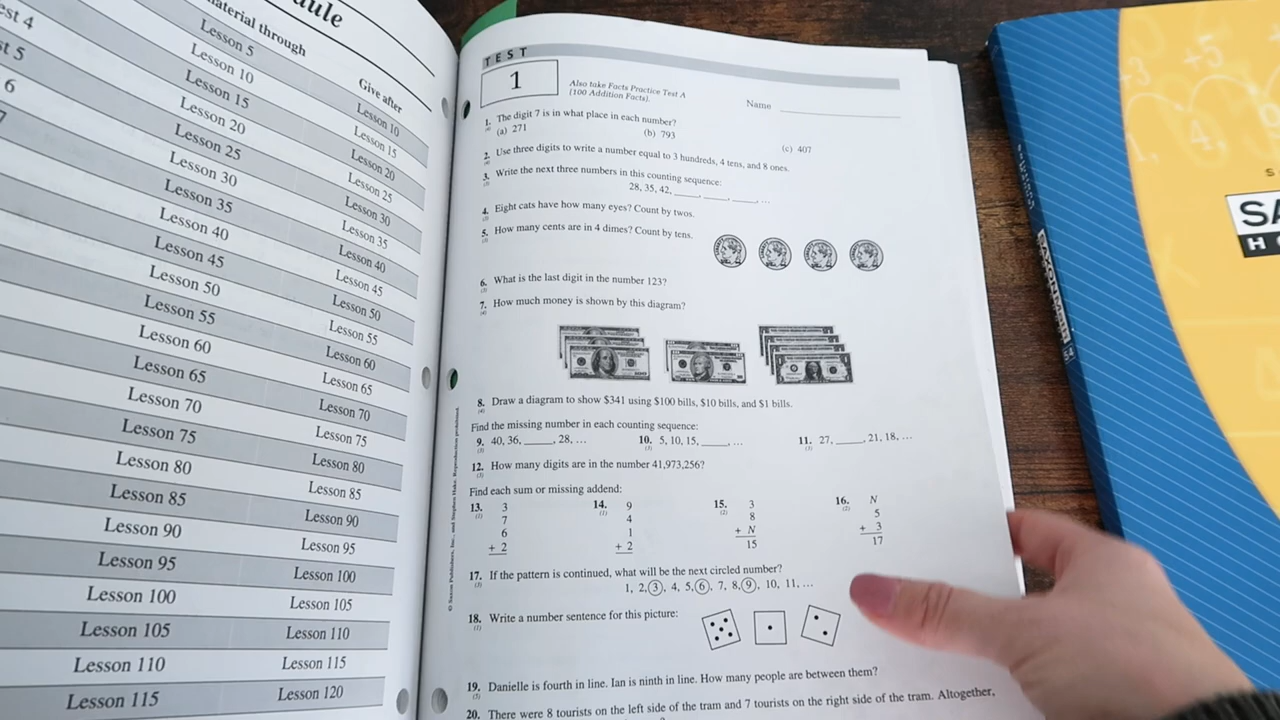 Material through
Give after
est 4
Lesson 5
Lesson 10
st 5
Lesson 10
Lesson 15
6
Lesson 15
Lesson 20
7
Lesson 20
Lesson 25
Lesson 25
Lesson 30
Lesson 30
Lesson 35
Lesson 35
Lesson 40
Lesson 40
Lesson 45
Lesson 45
Lesson 50
Lesson 50
Lesson 55
Lesson 55
Lesson 60
Lesson 60
Lesson 65
Lesson 65
Lesson 70
Lesson 70
Lesson 75
Lesson 75
Lesson 80
Lesson 80
Lesson 85
Lesson 85
Lesson 90
Lesson 90
Lesson 95
Lesson 95
Lesson 100
Lesson 100
Lesson 105
Lesson 105
Lesson 110
Lesson 110
Lesson 115
Lesson 115
Lesson 120
TEST
1
Also take Facts Practice Test A
(100 Addition Facts).
Name
1. The digit 7 is in what place in each number?
(a) 271 (b) 793 (c) 407
2. Use three digits to write a number equal to 3 hundreds, 4 tens, and 8 ones.
3. Write the next three numbers in this counting sequence:
28, 35, 42, ____, ____, ____, ...
4. Eight cats have how many eyes? Count by twos.
5. How many cents are in 4 dimes? Count by tens.
6. What is the last digit in the number 123?
7. How much money is shown by this diagram?
8. Draw a diagram to show $341 using $100 bills, $10 bills, and $1 bills.
Find the missing number in each counting sequence:
9. 40, 36, ____, 28, ... 10. 5, 10, 15, ____, ... 11. 27, ____, 21, 18, ...
12. How many digits are in the number 41,973,256?
Find each sum or missing addend:
13. 3 14. 9 15. 3 16. N
7 4 8 5
6 1 + N + 3
+ 2 + 2 15 17
17. If the pattern is continued, what will be the next circled number?
1, 2, 3, 4, 5, 6, 7, 8, 9, 10, 11, ...
18. Write a number sentence for this picture:
19. Danielle is fourth in line. Ian is ninth in line. How many people are between them?
20. There were 8 tourists on the left side of the tram and 7 tourists on the right side of the tram. Altogether,
© Saxon Publishers, Inc., and Stephen Hake. Reproduction prohibited.
SAXON MATH 54
+3
+5
4,
SA
HO